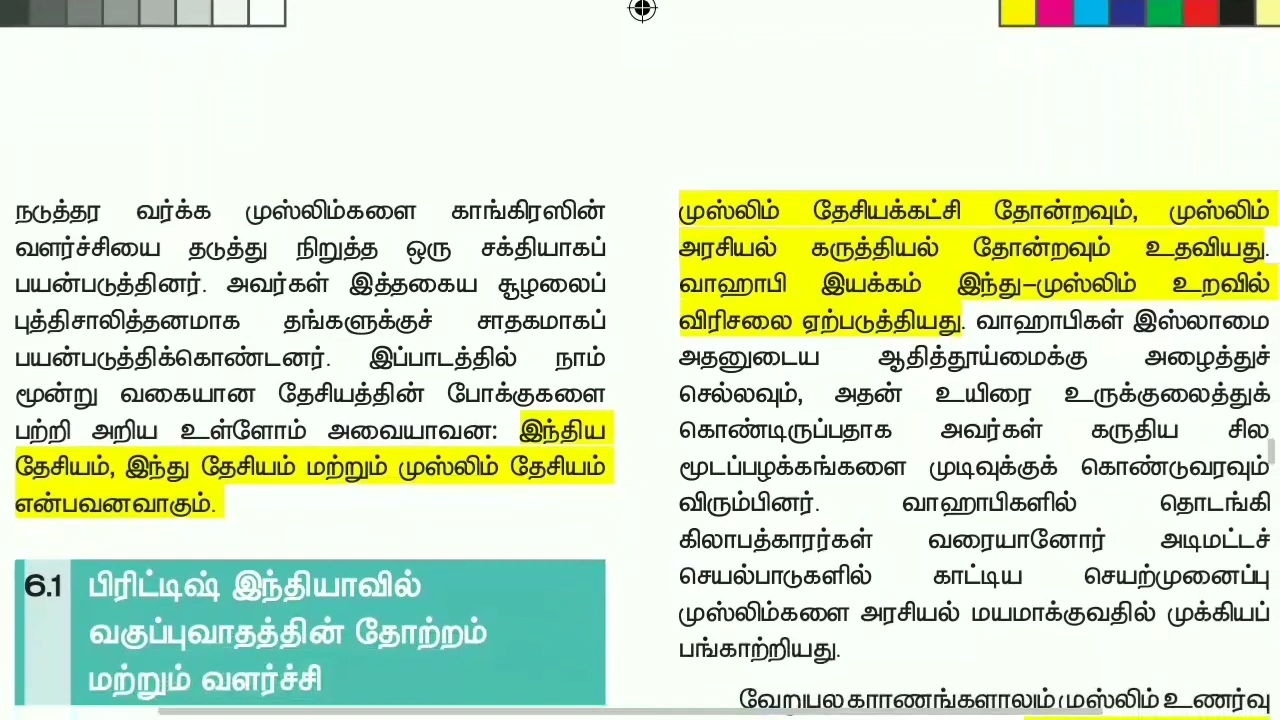 நடுத்தர வர்க்க முஸ்லிம்களை காங்கிரஸின்
வளர்ச்சியை தடுத்து நிறுத்த ஒரு சக்தியாகப்
பயன்படுத்தினர். அவர்கள் இத்தகைய சூழலைப்
புத்திசாலித்தனமாக தங்களுக்குச் சாதகமாகப்
பயன்படுத்திக்கொண்டனர். இப்பாடத்தில் நாம்
மூன்று வகையான தேசியத்தின் போக்குகளை
பற்றி அறிய உள்ளோம் அவையாவன: இந்திய
தேசியம், இந்து தேசியம் மற்றும் முஸ்லிம் தேசியம்
என்பவனவாகும்.
6.1 பிரிட்டிஷ் இந்தியாவில்
வகுப்புவாதத்தின் தோற்றம்
மற்றும் வளர்ச்சி
முஸ்லிம் தேசியக்கட்சி தோன்றவும், முஸ்லிம்
அரசியல் கருத்தியல் தோன்றவும் உதவியது.
வாஹாபி இயக்கம் இந்து–முஸ்லிம் உறவில்
விரிசலை ஏற்படுத்தியது. வாஹாபிகள் இஸ்லாமை
அதனுடைய ஆதித்தூய்மைக்கு அழைத்துச்
செல்லவும், அதன் உயிரை உருக்குலைத்துக்
கொண்டிருப்பதாக அவர்கள் கருதிய சில
மூடப்பழக்கங்களை முடிவுக்குக் கொண்டுவரவும்
விரும்பினர். வாஹாபிகளில் தொடங்கி
கிலாபத்காரர்கள் வரையானோர் அடிமட்டச்
செயல்பாடுகளில் காட்டிய செயற்முனைப்பு
முஸ்லிம்களை அரசியல் மயமாக்குவதில் முக்கியப்
பங்காற்றியது.
வேறுபல காரணங்களாலும் முஸ்லிம் உணர்வு